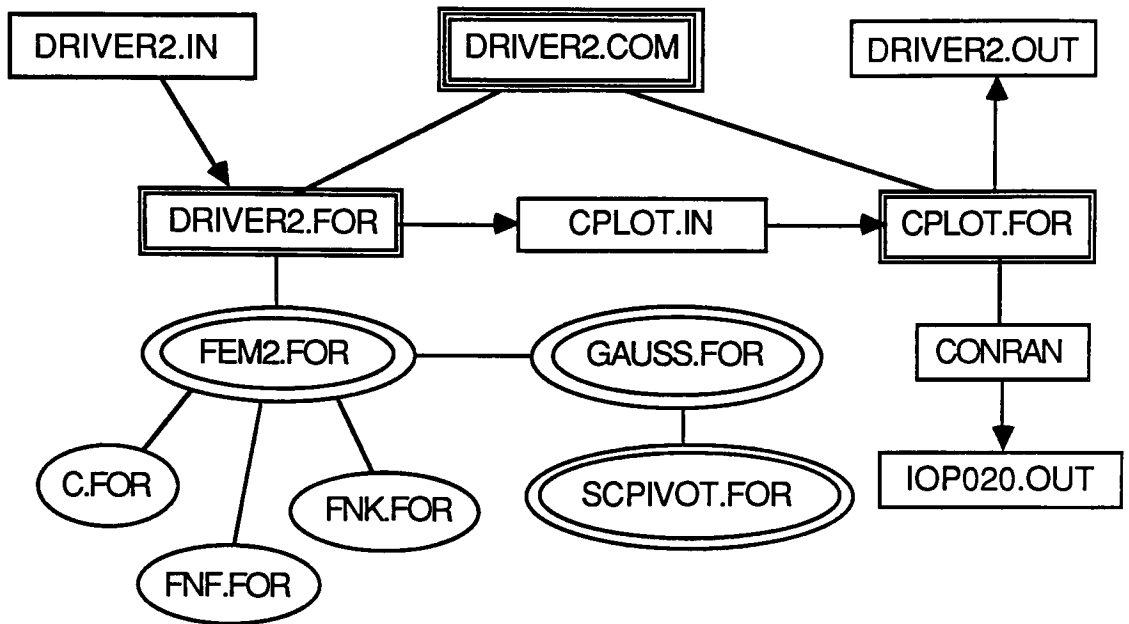 DRIVER2.IN
DRIVER2.COM
DRIVER2.OUT
DRIVER2.FOR
CPLOT.IN
CPLOT.FOR
FEM2.FOR
GAUSS.FOR
CONRAN
C.FOR
FNK.FOR
SCPIVOT.FOR
IOP020.OUT
FNF.FOR